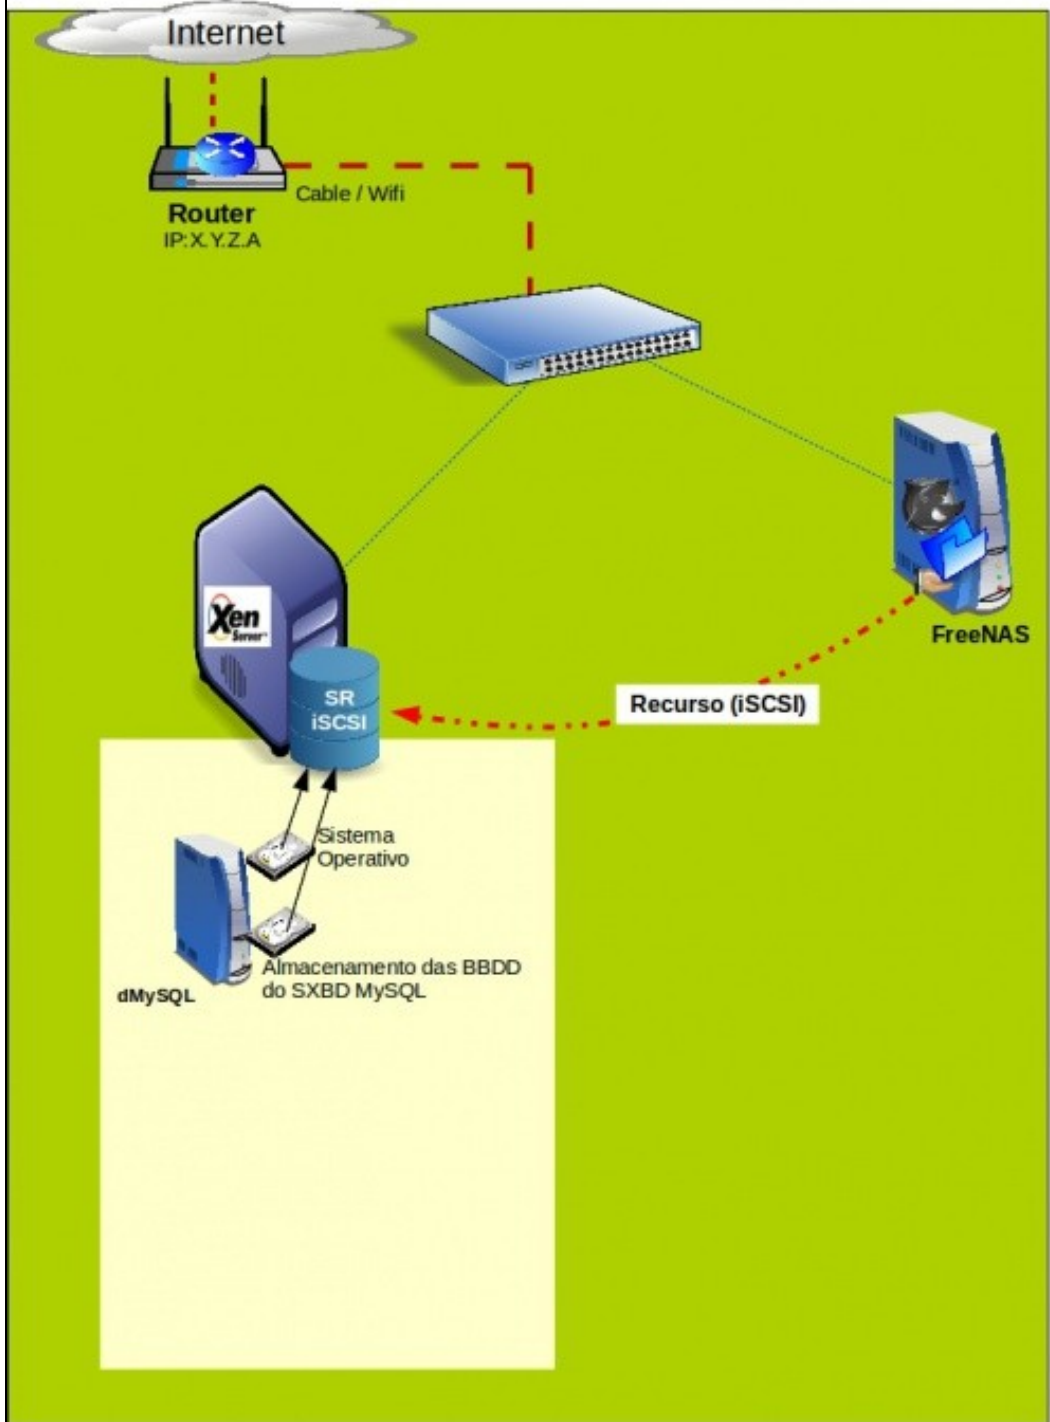 Internet
Cable / Wifi
Router
IP:X.Y.Z.A
Xen
Server™
FreeNAS
SR
iSCSI
Recurso (iSCSI)
Sistema
Operativo
Almacenamento das BBDD
do SXBD MySQL
dMySQL